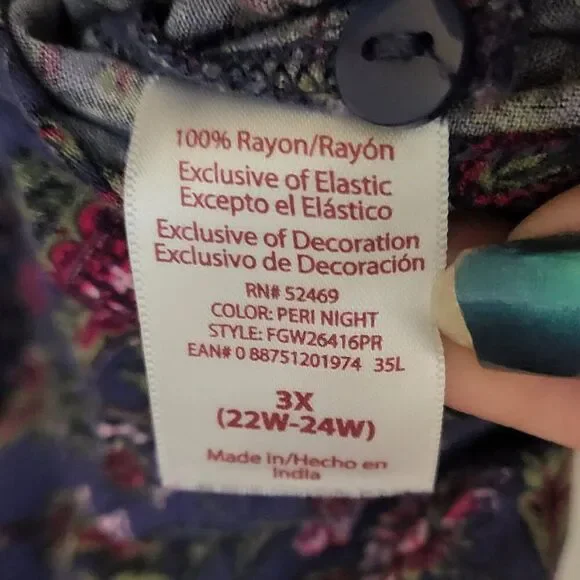 100% Rayon/Rayón
Exclusive of Elastic
Excepto el Elástico
Exclusive of Decoration
Exclusivo de Decoración
RN# 52469
COLOR: PERI NIGHT
STYLE: FGW26416PR
EAN# 0 88751201974 35L
3X
(22W-24W)
Made in/Hecho en
India